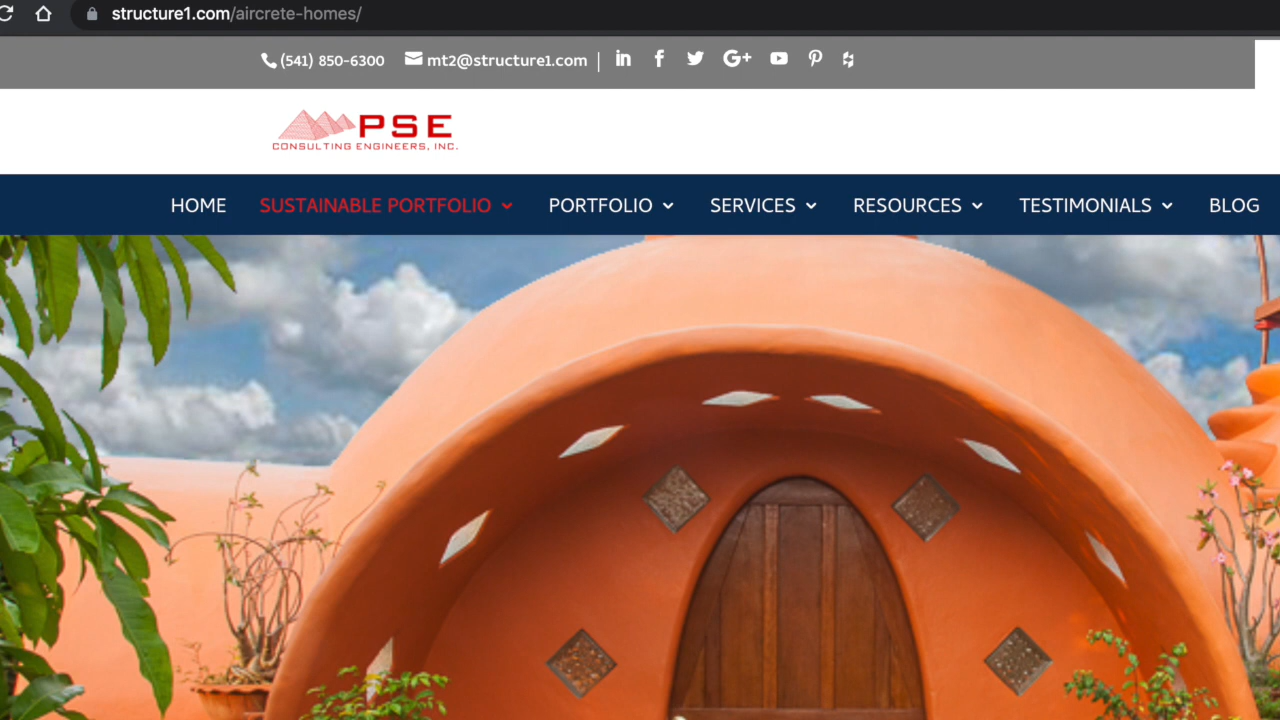 structure1.com/aircrete-homes/
(541) 850-6300 mt2@structure1.com | in f G+
PSE
CONSULTING ENGINEERS, INC.
HOME SUSTAINABLE PORTFOLIO PORTFOLIO SERVICES RESOURCES TESTIMONIALS BLOG